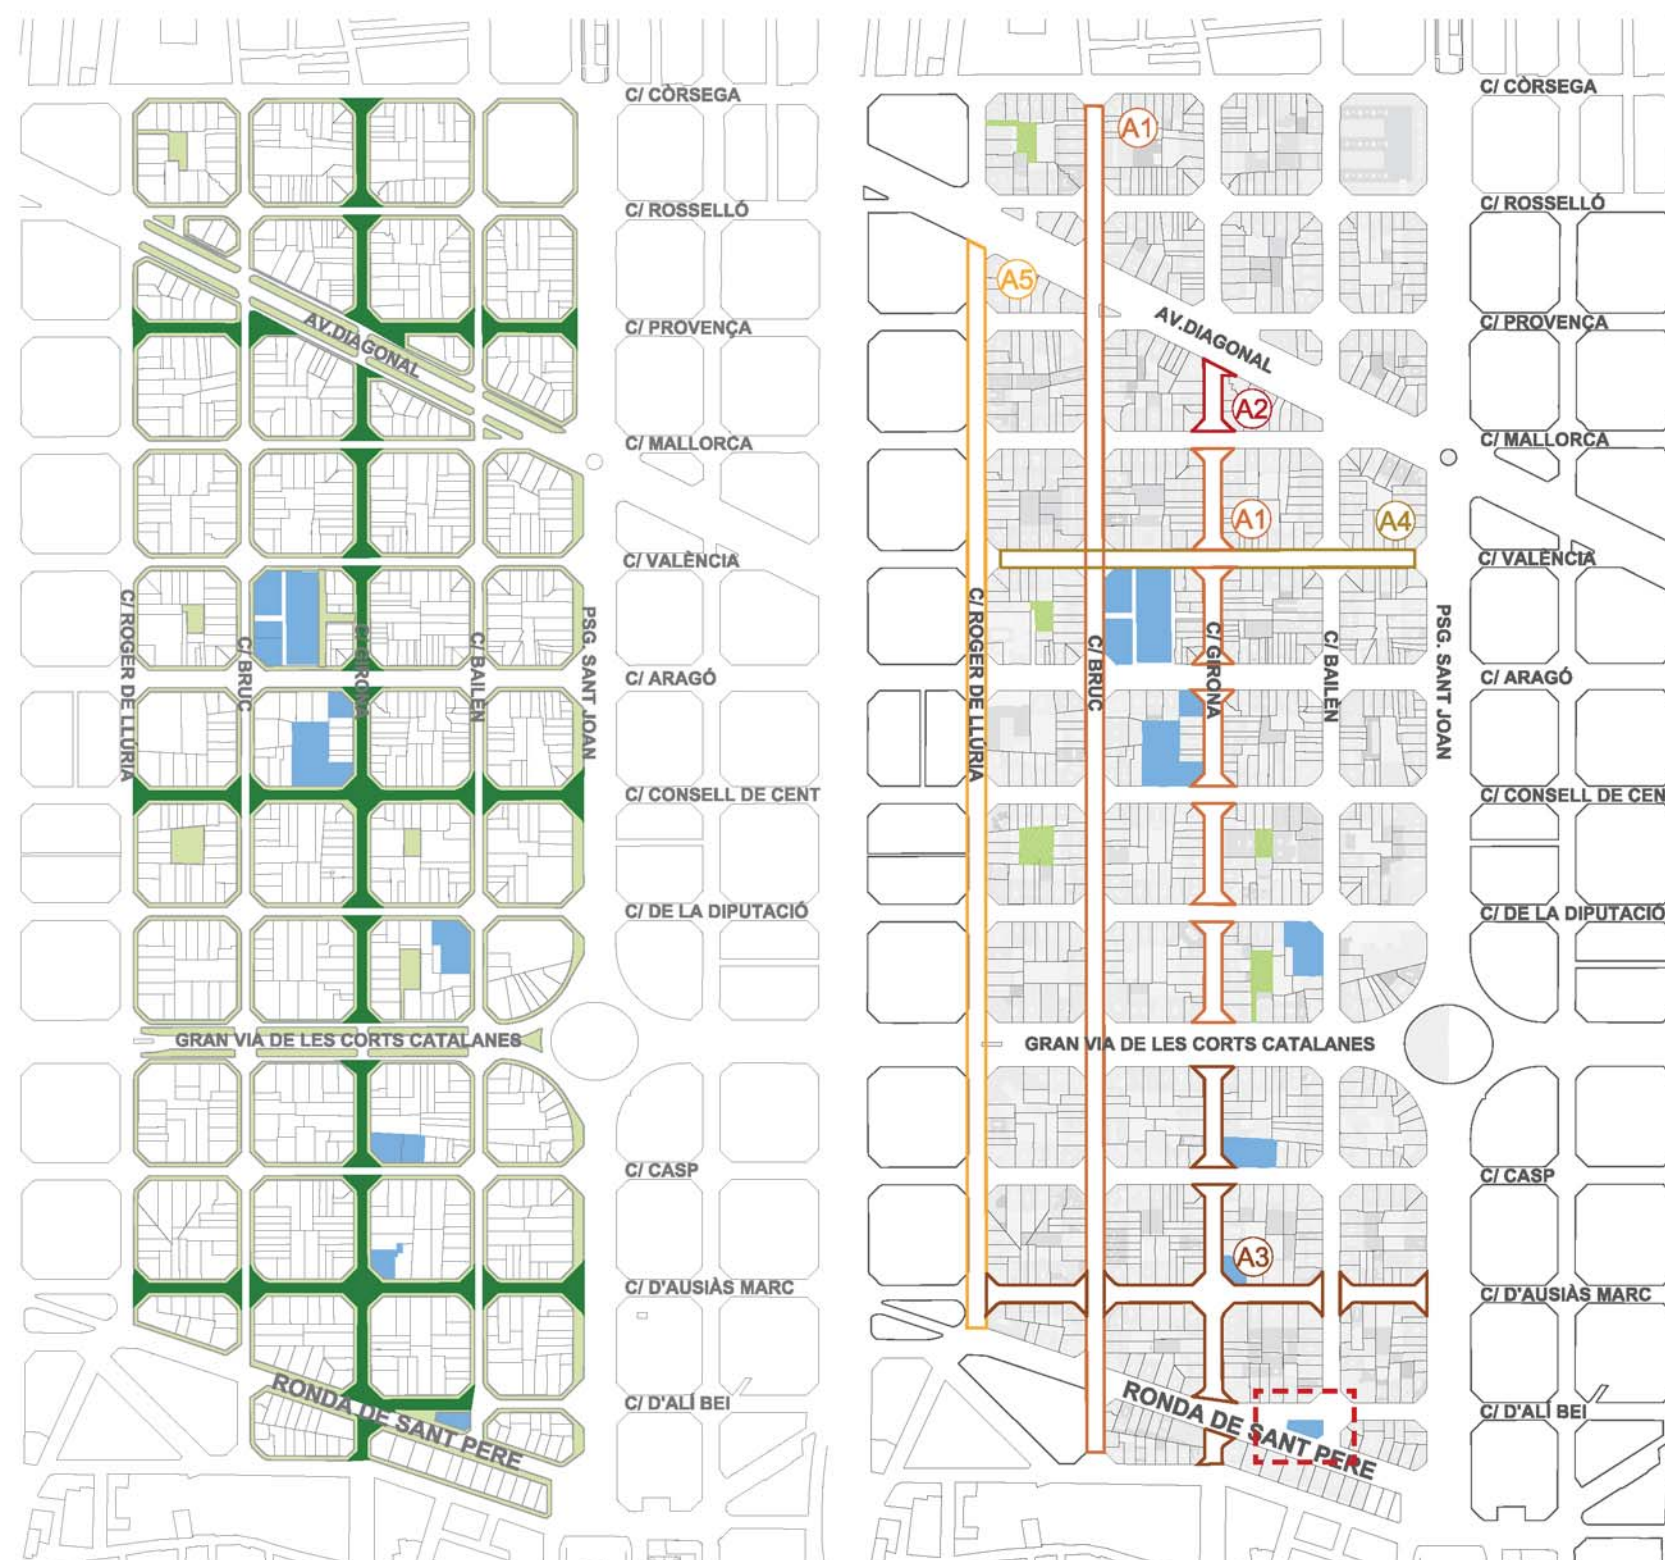 C/ CÒRSEGA
C/ ROSSELLÓ
AV.DIAGONAL
C/ PROVENÇA
C/ MALLORCA
C/ VALÈNCIA
C/ ROGER DE LLÚRIA
C/ BRUC
C/ GIRONA
C/ BAILÈN
PSG. SANT JOAN
C/ ARAGÓ
C/ CONSELL DE CENT
C/ DE LA DIPUTACIÓ
GRAN VIA DE LES CORTS CATALANES
C/ CASP
C/ D'AUSIÀS MARC
RONDA DE SANT PERE
C/ D'ALÍ BEI
C/ CÒRSEGA
A1
C/ ROSSELLÓ
A5
AV.DIAGONAL
C/ PROVENÇA
A2
C/ MALLORCA
A1
A4
C/ VALÈNCIA
C/ ROGER DE LLÚRIA
C/ BRUC
C/ GIRONA
C/ BAILÈN
PSG. SANT JOAN
C/ ARAGÓ
C/ CONSELL DE CEN
C/ DE LA DIPUTACIÓ
GRAN VIA DE LES CORTS CATALANES
C/ CASP
A3
C/ D'AUSIÀS MARC
RONDA DE SANT PERE
C/ D'ALÍ BEI